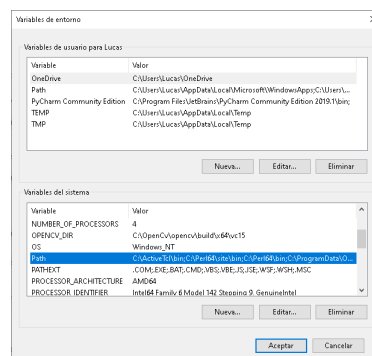 Variables de entorno
Variables de usuario para Lucas
Variable Valor
OneDrive C:\Users\Lucas\OneDrive
Path C:\Users\Lucas\AppData\Local\Microsoft\WindowsApps;C:\Users\...
PyCharm Community Edition C:\Program Files\JetBrains\PyCharm Community Edition 2019.1\bin;
TEMP C:\Users\Lucas\AppData\Local\Temp
TMP C:\Users\Lucas\AppData\Local\Temp
Nueva... Editar... Eliminar
Variables del sistema
Variable Valor
NUMBER_OF_PROCESSORS 4
OPENCV_DIR C:\OpenCv\opencv\build\x64\vc15
OS Windows_NT
Path C:\ActiveTcl\bin;C:\Perl64\site\bin;C:\Perl64\bin;C:\ProgramData\O...
PATHEXT .COM;.EXE;.BAT;.CMD;.VBS;.VBE;.JS;.JSE;.WSF;.WSH;.MSC
PROCESSOR_ARCHITECTURE AMD64
PROCESSOR_IDENTIFIER Intel64 Family 6 Model 142 Stepping 9, GenuineIntel
Nueva... Editar... Eliminar
Aceptar Cancelar